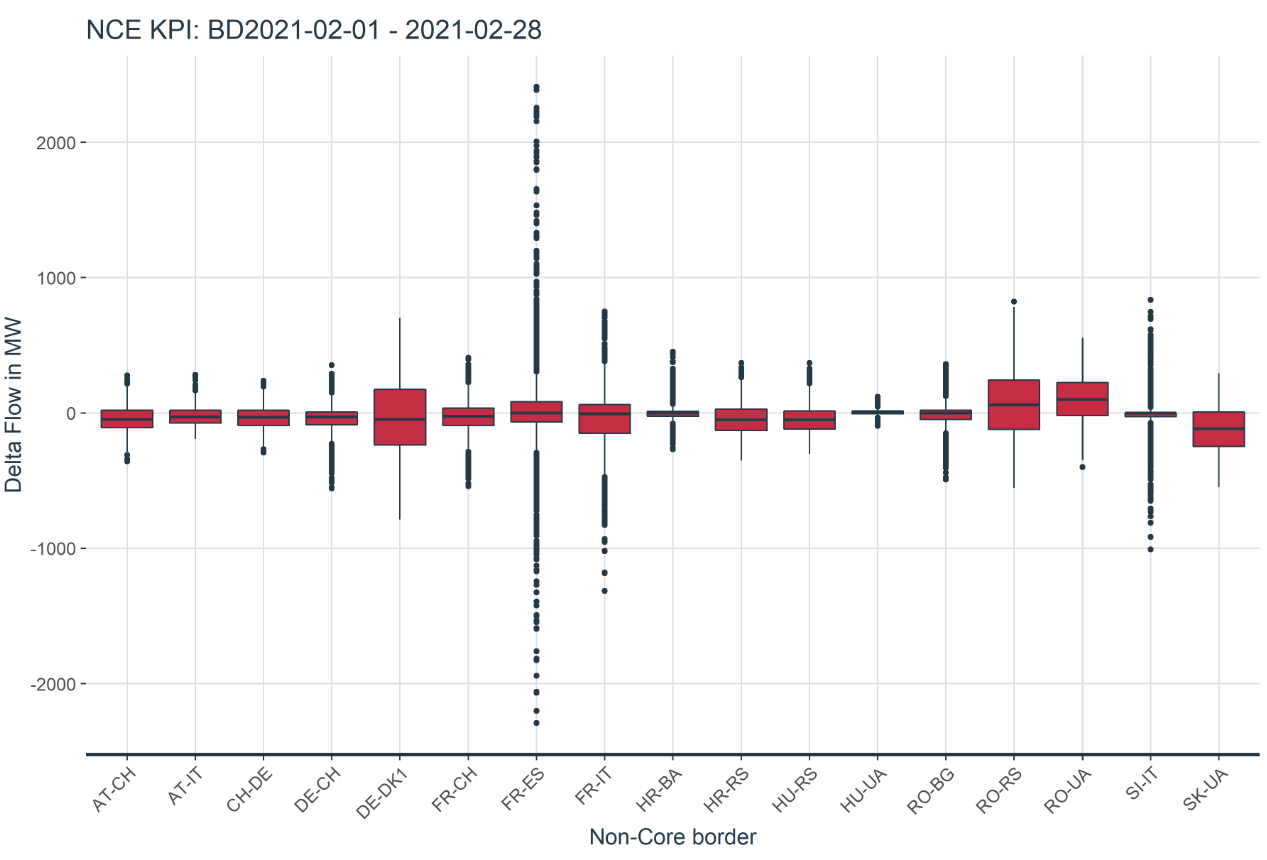 NCE KPI: BD2021-02-01 - 2021-02-28
Delta Flow in MW
2000
1000
0
-1000
-2000
AT-CH
AT-IT
CH-DE
DE-CH
DE-DK1
FR-CH
FR-ES
FR-IT
HR-BA
HR-RS
HU-RS
HU-UA
RO-BG
RO-RS
RO-UA
SI-IT
SK-UA
Non-Core border